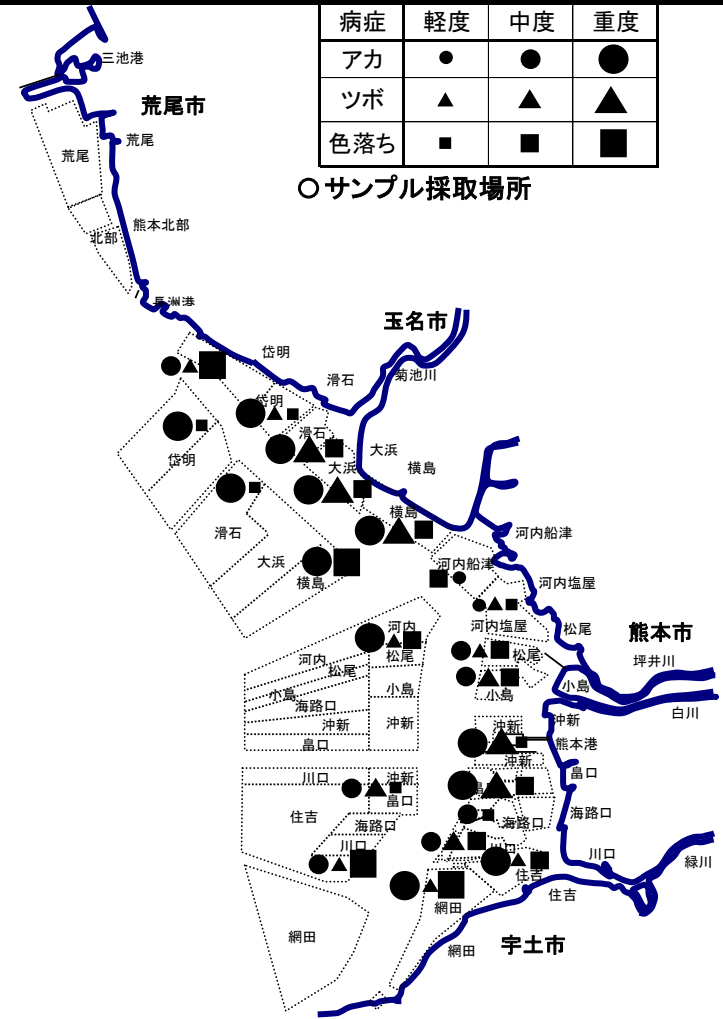 病症 軽度 中度 重度
アカ
ツボ
色落ち
○サンプル採取場所
三池港
荒尾市
荒尾
荒尾
熊本北部
北部
長洲港
玉名市
岱明
滑石
菊池川
岱明
滑石
大浜
大浜
横島
岱明
横島
滑石
河内船津
大浜
河内船津
横島
河内塩屋
河内
河内塩屋
松尾
熊本市
河内
松尾
松尾
松尾
坪井川
小島
小島
小島
小島
海路口
白川
沖新
沖新
沖新
沖新
畠口
熊本港
沖新
川口
沖新
畠口
畠口
住吉
海路口
海路口
海路口
川口
川口
緑川
住吉
住吉
網田
網田
網田
宇土市